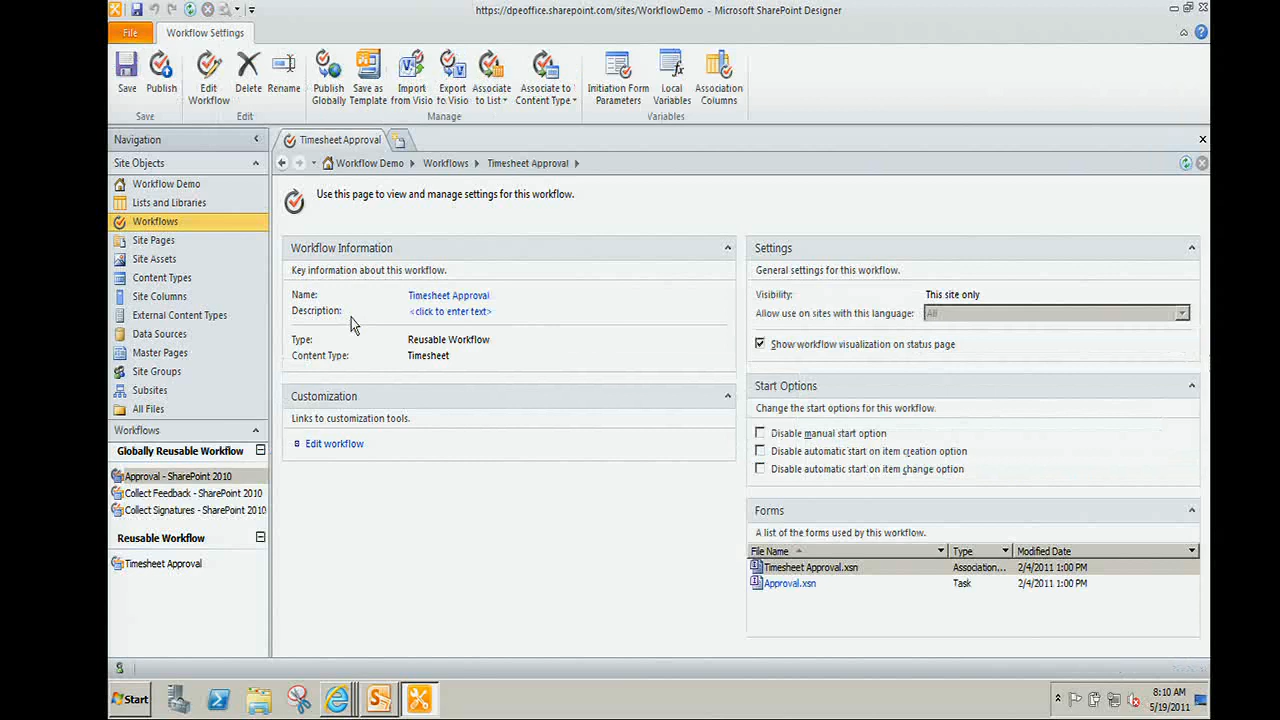 https://dpeoffice.sharepoint.com/sites/WorkflowDemo - Microsoft SharePoint Designer
File
Workflow Settings
Save
Publish
Edit Workflow
Delete
Rename
Publish Globally
Save as Template
Import from Visio
Export to Visio
Associate to List
Associate to Content Type
Initiation Form Parameters
Local Variables
Association Columns
Save
Edit
Manage
Variables
Navigation
Timesheet Approval
Site Objects
Workflow Demo
Workflows
Timesheet Approval
Workflow Demo
Lists and Libraries
Workflows
Site Pages
Site Assets
Content Types
Site Columns
External Content Types
Data Sources
Master Pages
Site Groups
Subsites
All Files
Workflows
Globally Reusable Workflow
Approval - SharePoint 2010
Collect Feedback - SharePoint 2010
Collect Signatures - SharePoint 2010
Reusable Workflow
Timesheet Approval
Use this page to view and manage settings for this workflow.
Workflow Information
Key information about this workflow.
Name: Timesheet Approval
Description: <click to enter text>
Type: Reusable Workflow
Content Type: Timesheet
Customization
Links to customization tools.
Edit workflow
Settings
General settings for this workflow.
Visibility: This site only
Allow use on sites with this language: All
Show workflow visualization on status page
Start Options
Change the start options for this workflow.
Disable manual start option
Disable automatic start on item creation option
Disable automatic start on item change option
Forms
A list of the forms used by this workflow.
File Name Type Modified Date
Timesheet Approval.xsn Association... 2/4/2011 1:00 PM
Approval.xsn Task 2/4/2011 1:00 PM
Start
8:10 AM
5/19/2011